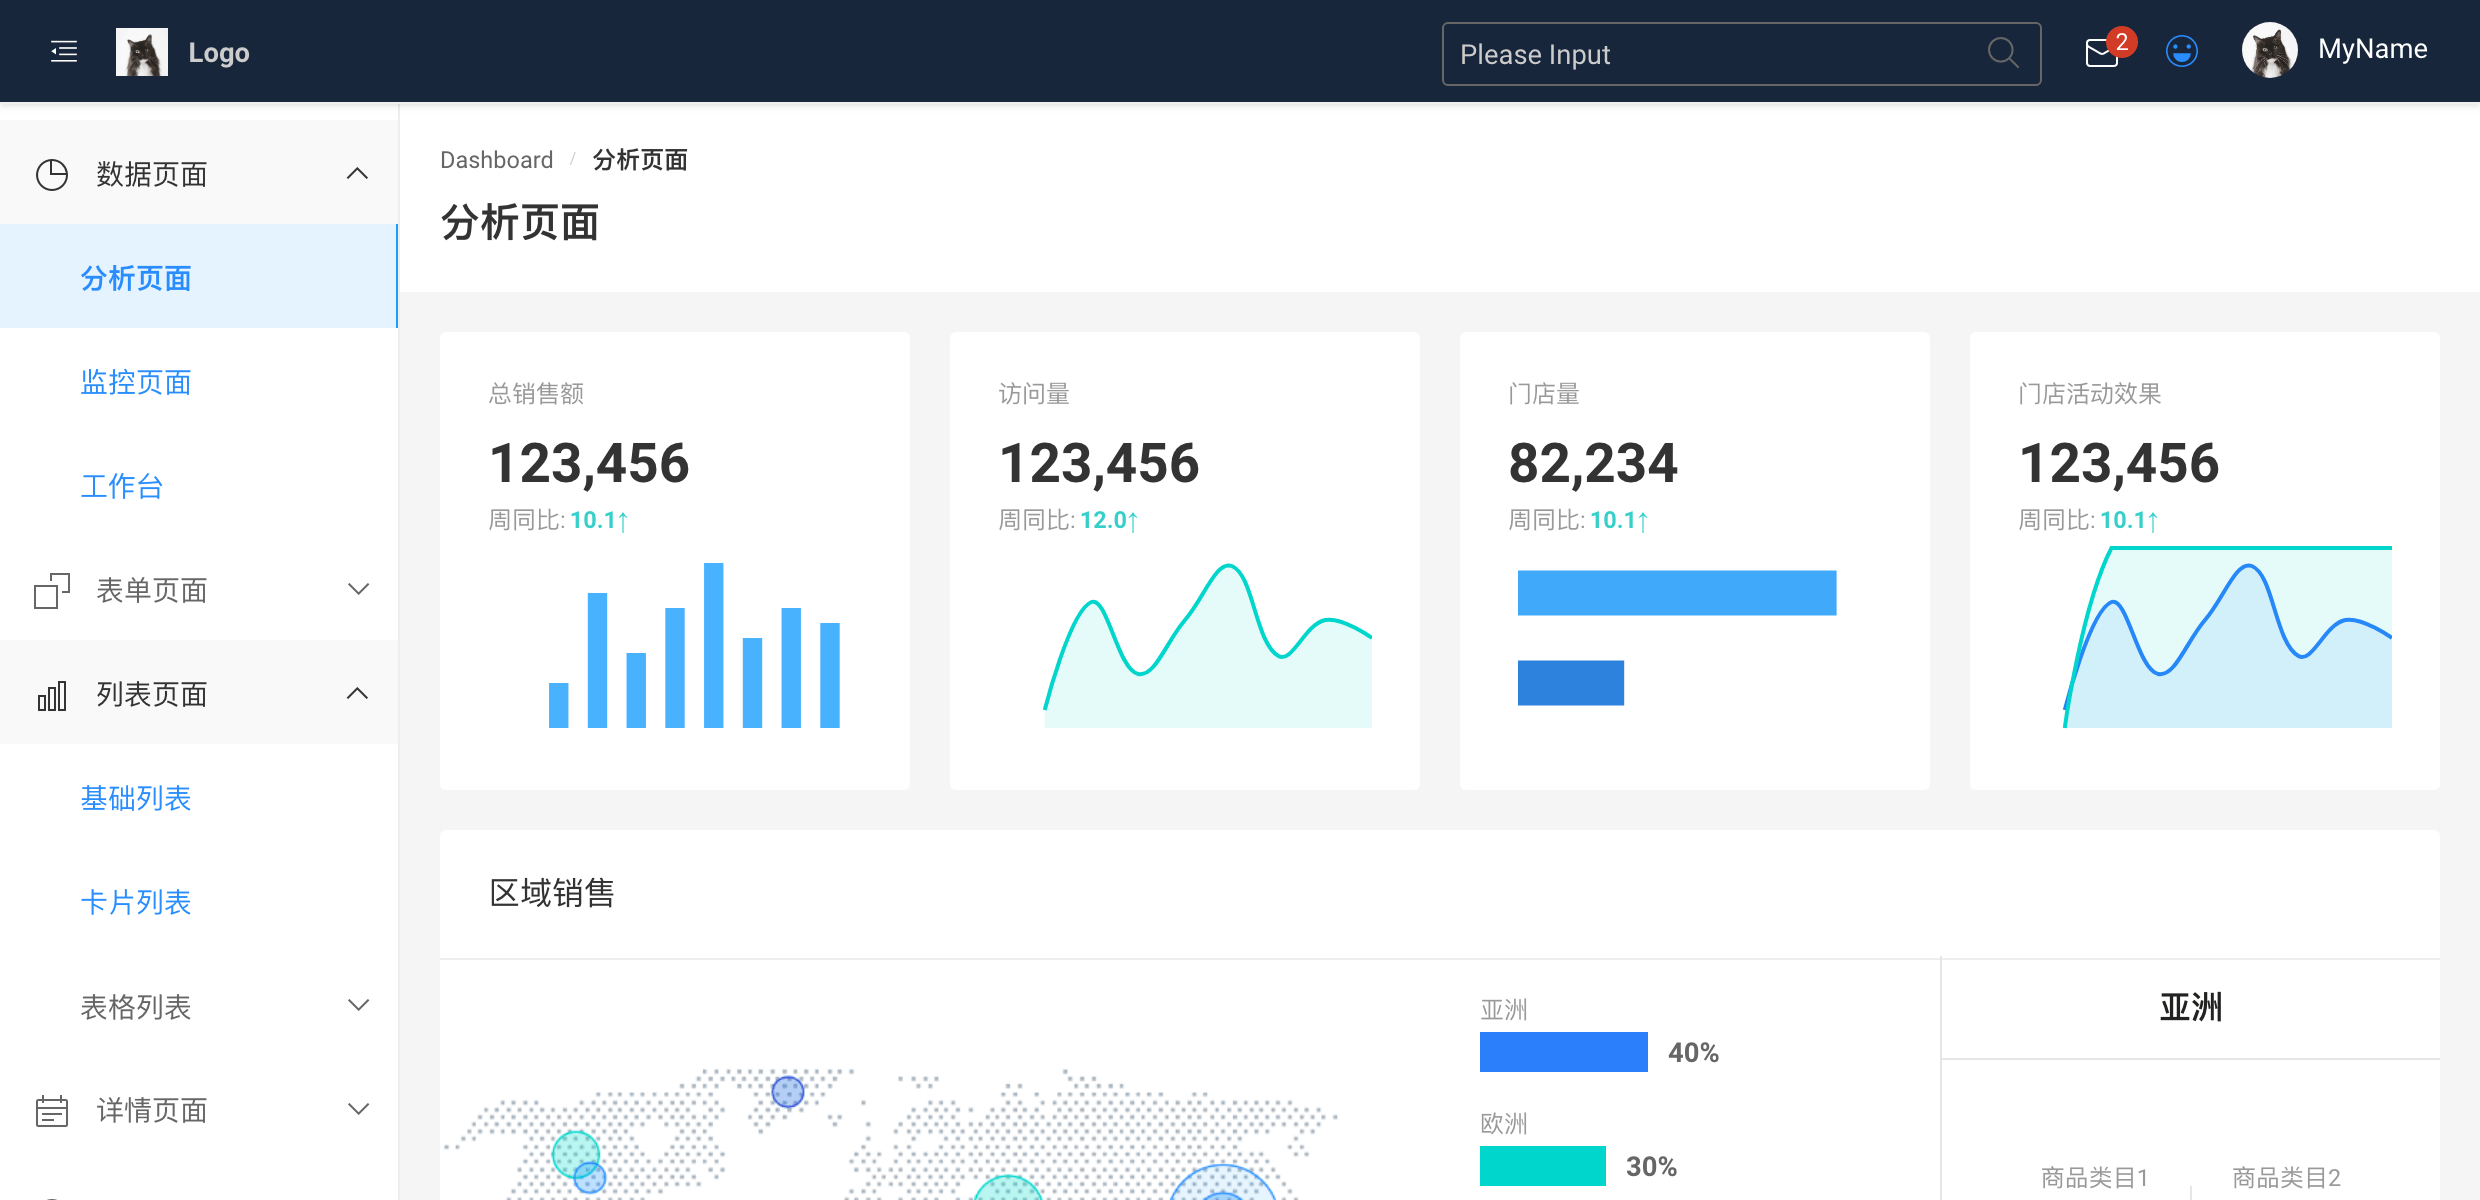 Logo
Please Input
2
MyName
数据页面
分析页面
监控页面
工作台
表单页面
列表页面
基础列表
卡片列表
表格列表
详情页面
Dashboard / 分析页面
分析页面
总销售额
123,456
周同比: 10.1↑
访问量
123,456
周同比: 12.0↑
门店量
82,234
周同比: 10.1↑
门店活动效果
123,456
周同比: 10.1↑
区域销售
亚洲
40%
欧洲
30%
亚洲
商品类目1
商品类目2